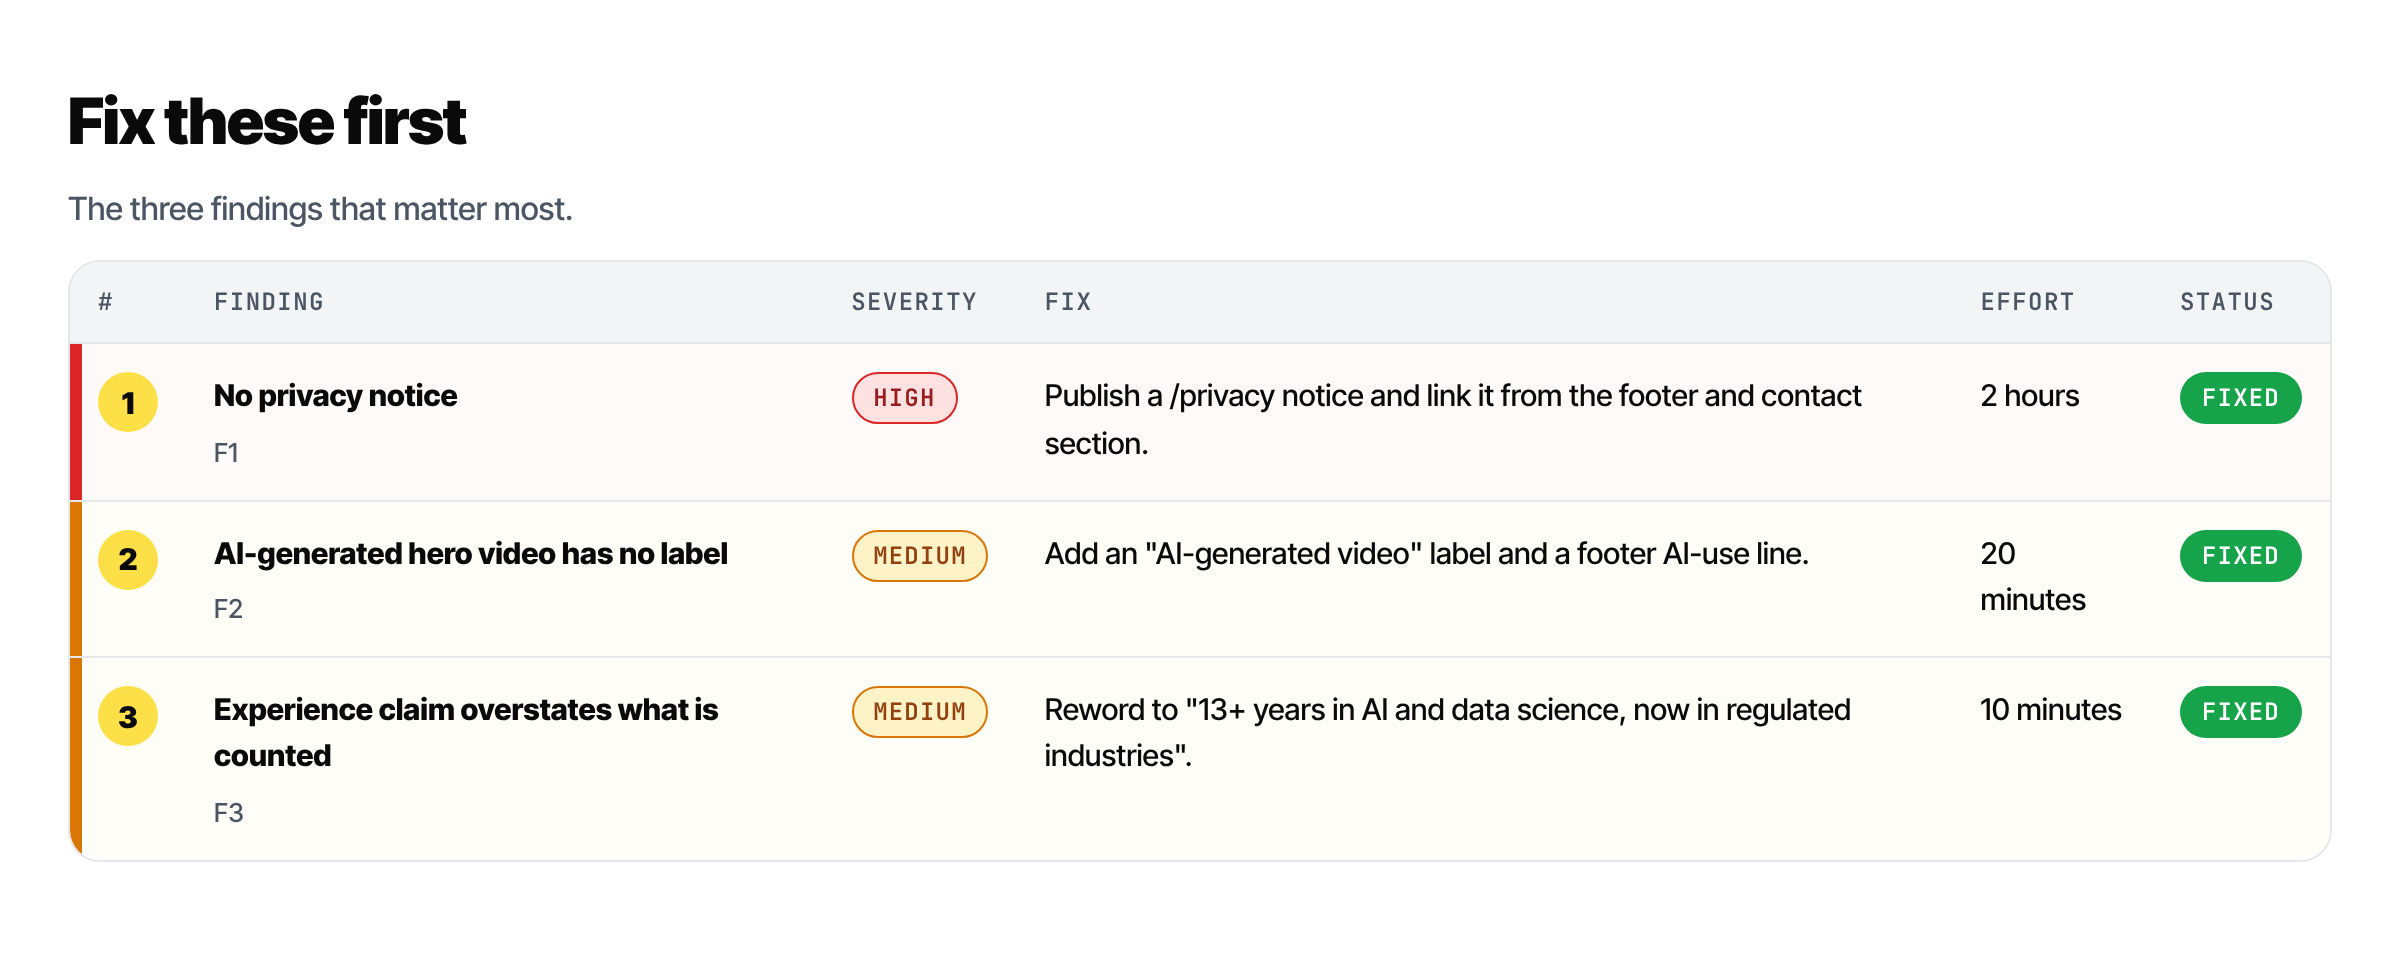 Fix these first
The three findings that matter most.
# FINDING SEVERITY FIX EFFORT STATUS
1 No privacy notice HIGH Publish a /privacy notice and link it from the footer and contact 2 hours FIXED
section.
F1
2 AI-generated hero video has no label MEDIUM Add an "AI-generated video" label and a footer AI-use line. 20 FIXED
minutes
F2
3 Experience claim overstates what is MEDIUM Reword to "13+ years in AI and data science, now in regulated 10 minutes FIXED
counted industries".
F3